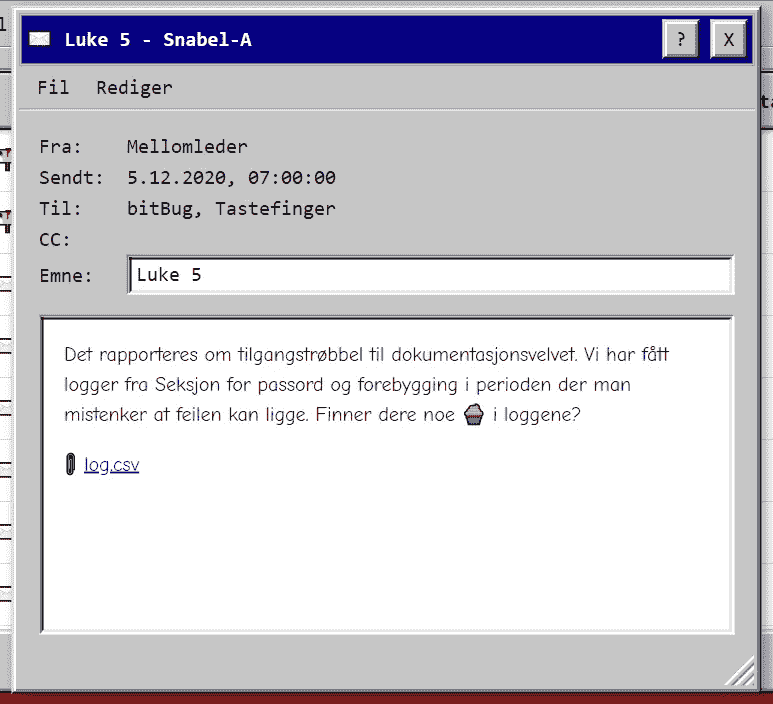 Luke 5 - Snabel-A
? X
Fil Rediger
Fra: Mellomleder
Sendt: 5.12.2020, 07:00:00
Til: bitBug, Tastefinger
CC:
Emne: Luke 5
Det rapporteres om tilgangstrøbbel til dokumentasjonsvelvet. Vi har fått
logger fra Seksjon for passord og forebygging i perioden der man
mistenker at feilen kan ligge. Finner dere noe 🧁 i loggene?
log.csv